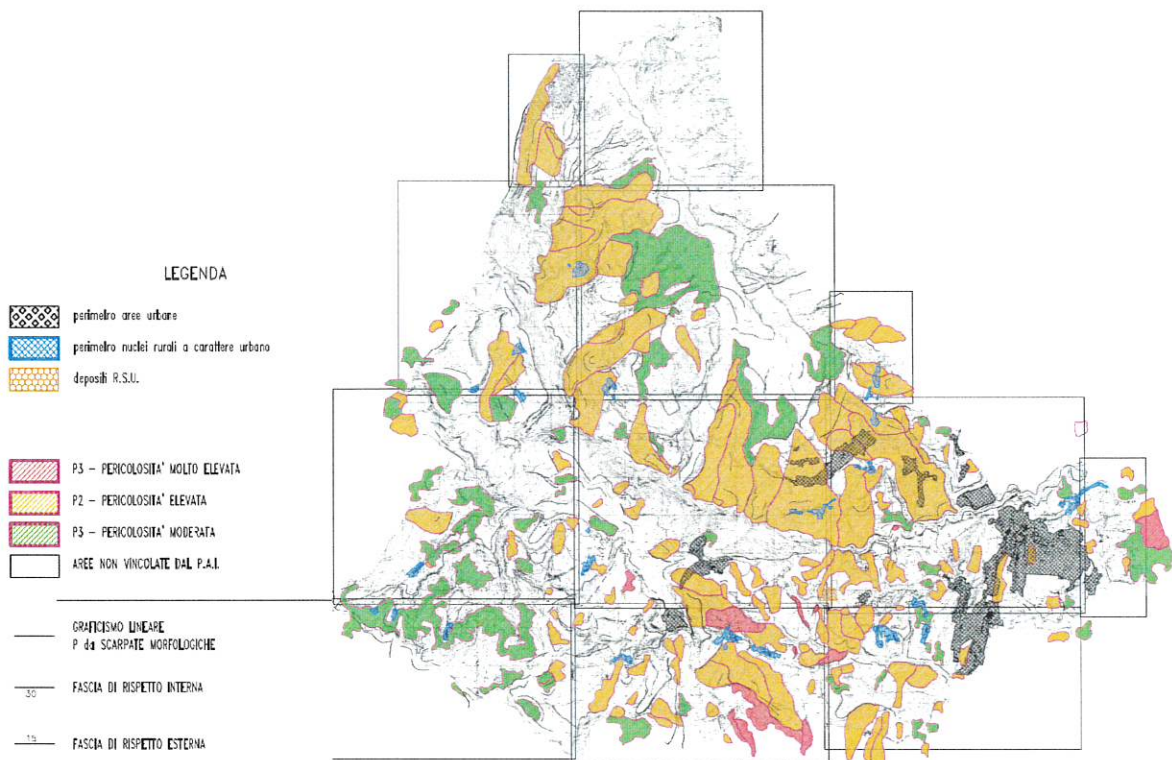 LEGENDA
perimetro aree urbane
perimetro nuclei rurali a carattere urbano
depositi R.S.U.
P3 - PERICOLOSITA' MOLTO ELEVATA
P2 - PERICOLOSITA' ELEVATA
P3 - PERICOLOSITA' MODERATA
AREE NON VINCOLATE DAL P.A.I.
GRAFICISMO LINEARE
P da SCARPATE MORFOLOGICHE
30 FASCIA DI RISPETTO INTERNA
15 FASCIA DI RISPETTO ESTERNA